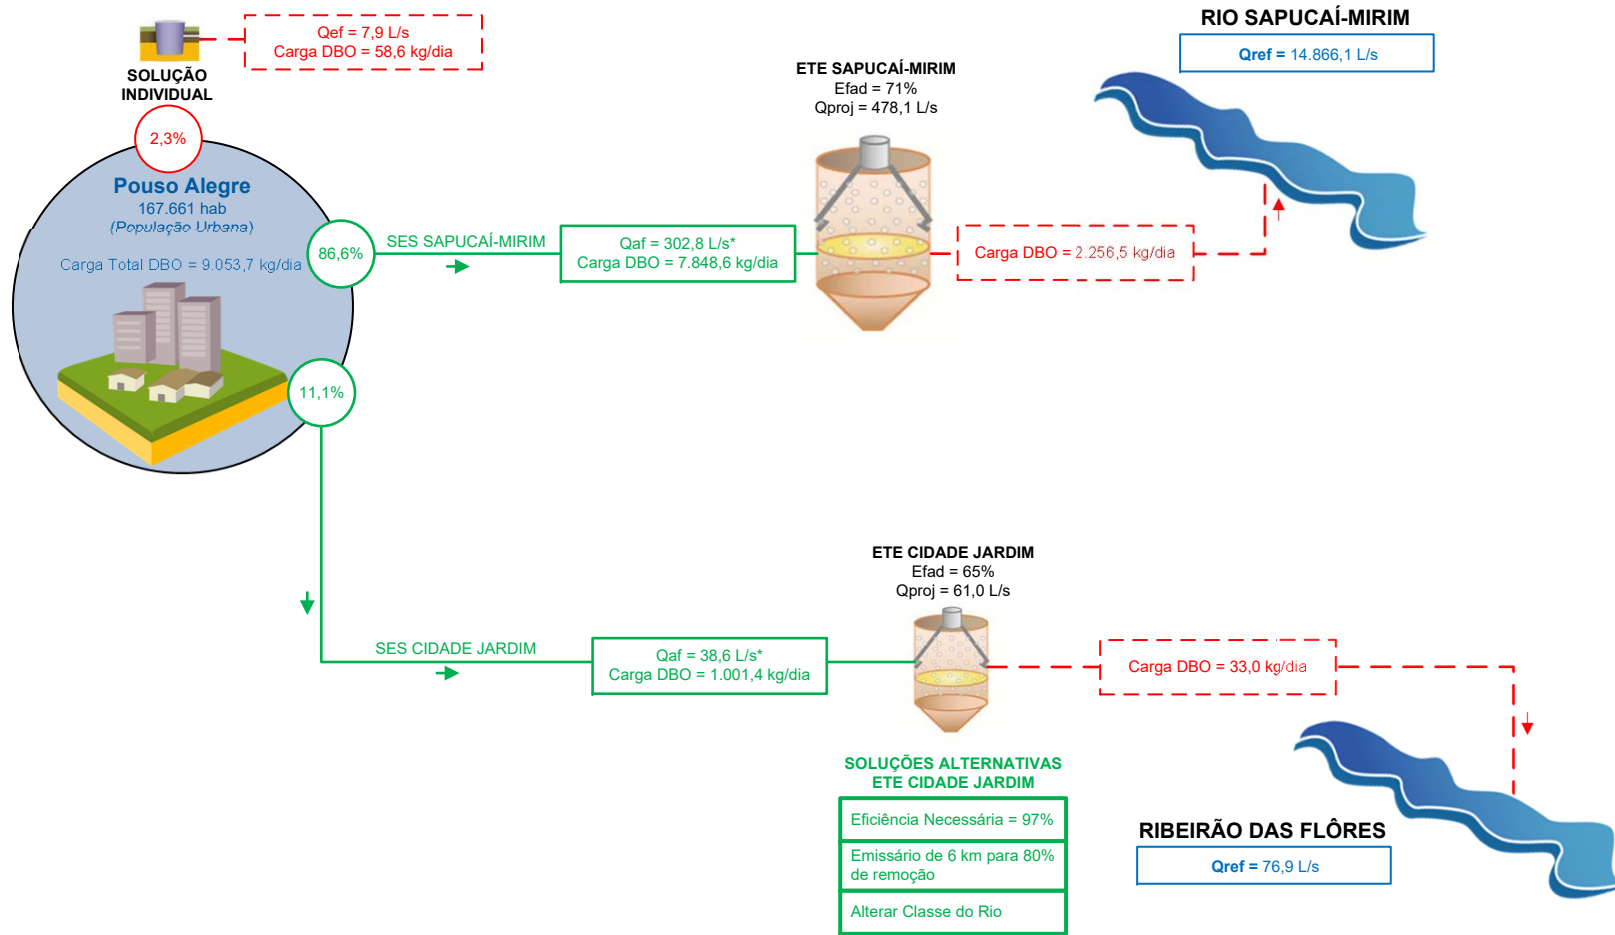 Qef = 7,9 L/s
Carga DBO = 58,6 kg/dia
SOLUÇÃO
INDIVIDUAL
2,3%
Pouso Alegre
167.661 hab
(População Urbana)
Carga Total DBO = 9.053,7 kg/dia
86,6%
SES SAPUCAÍ-MIRIM
Qaf = 302,8 L/s*
Carga DBO = 7.848,6 kg/dia
ETE SAPUCAÍ-MIRIM
Efad = 71%
Qproj = 478,1 L/s
Carga DBO = 2.256,5 kg/dia
RIO SAPUCAÍ-MIRIM
Qref = 14.866,1 L/s
11,1%
SES CIDADE JARDIM
Qaf = 38,6 L/s*
Carga DBO = 1.001,4 kg/dia
ETE CIDADE JARDIM
Efad = 65%
Qproj = 61,0 L/s
Carga DBO = 33,0 kg/dia
SOLUÇÕES ALTERNATIVAS
ETE CIDADE JARDIM
Eficiência Necessária = 97%
Emissário de 6 km para 80%
de remoção
Alterar Classe do Rio
RIBEIRÃO DAS FLÔRES
Qref = 76,9 L/s